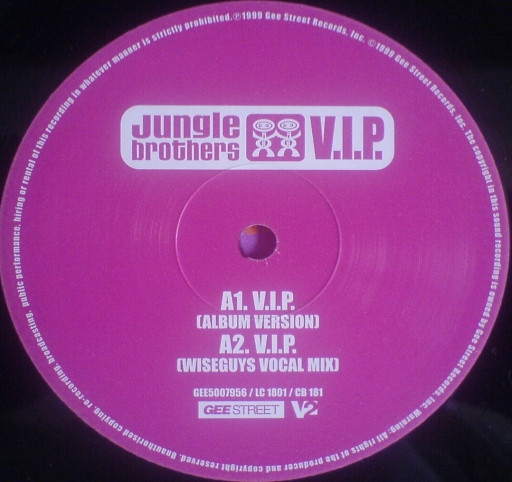 Jungle
brothers
V.I.P.
A1. V.I.P.
(ALBUM VERSION)
A2. V.I.P.
(WISEGUYS VOCAL MIX)
GEE5007956 / LC 1801 / CB 181
GEE STREET V2
℗1999 Gee Street Records, Inc. ©1999 Gee Street Records, Inc. The copyright in this sound recording is owned by Gee Street Records, Inc. Warning: All rights of the producer and copyright reserved. Unauthorised copying, re-recording, broadcasting, public performance, hiring or rental of this recording in whatever manner is strictly prohibited.